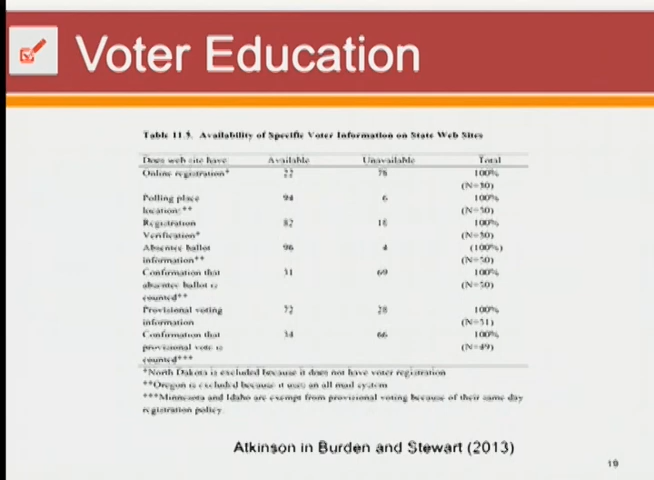 Voter Education
Table 11.5. Availability of Specific Voter Information on State Web Sites
Does web site have Available Unavailable Total
Online registration* 22 78 100%
(N=50)
Polling place 94 6 100%
location:** (N=50)
Registration 82 18 100%
Verification* (N=50)
Absentee ballot 96 4 (100%)
information** (N=50)
Confirmation that 31 69 100%
absentee ballot is (N=50)
counted**
Provisional voting 72 28 100%
information (N=51)
Confirmation that 34 66 100%
provisional vote is (N=49)
counted***
*North Dakota is excluded because it does not have voter registration
**Oregon is excluded because it uses an all mail system
***Minnesota and Idaho are exempt from provisional voting because of their same day
registration policy.
Atkinson in Burden and Stewart (2013)
19